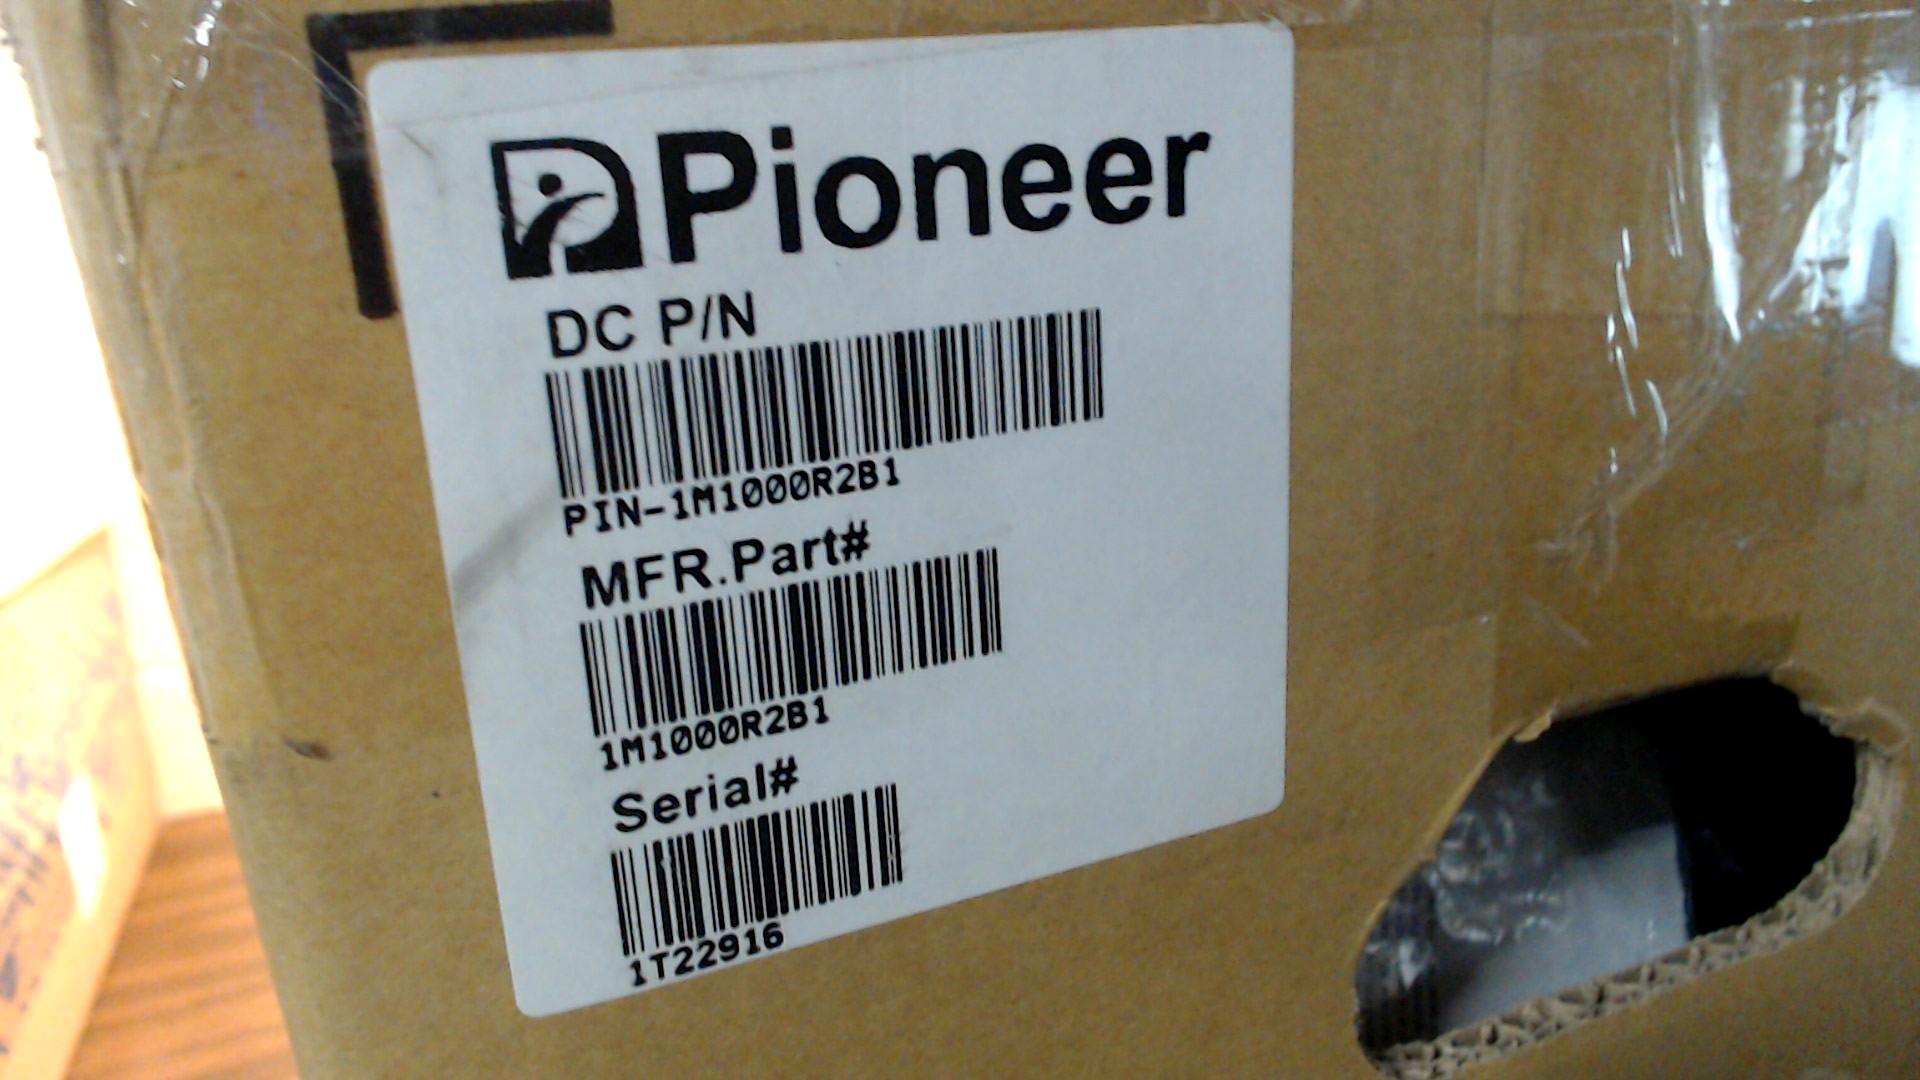 Pioneer
DC P/N
PIN-1M1000R2B1
MFR.Part#
1M1000R2B1
Serial#
1T22916